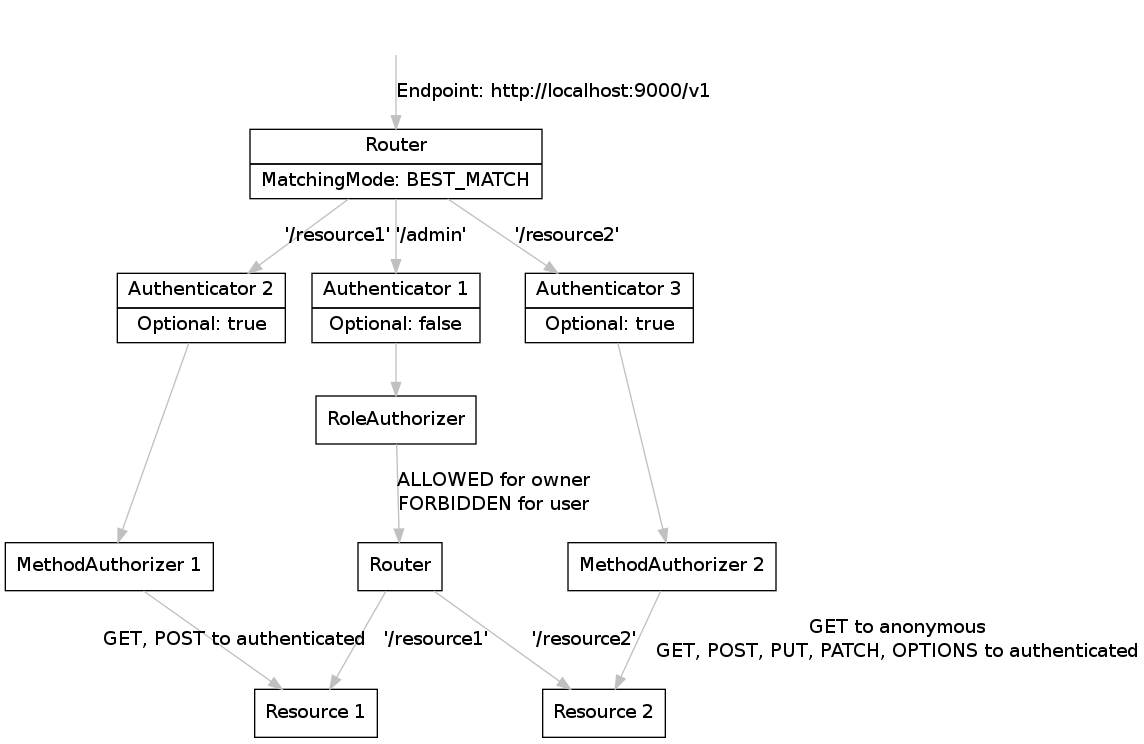 Endpoint: http://localhost:9000/v1
Router
MatchingMode: BEST_MATCH
'/resource1'
'/admin'
'/resource2'
Authenticator 2
Optional: true
Authenticator 1
Optional: false
Authenticator 3
Optional: true
RoleAuthorizer
ALLOWED for owner
FORBIDDEN for user
MethodAuthorizer 1
Router
MethodAuthorizer 2
GET, POST to authenticated
'/resource1'
'/resource2'
GET to anonymous
GET, POST, PUT, PATCH, OPTIONS to authenticated
Resource 1
Resource 2